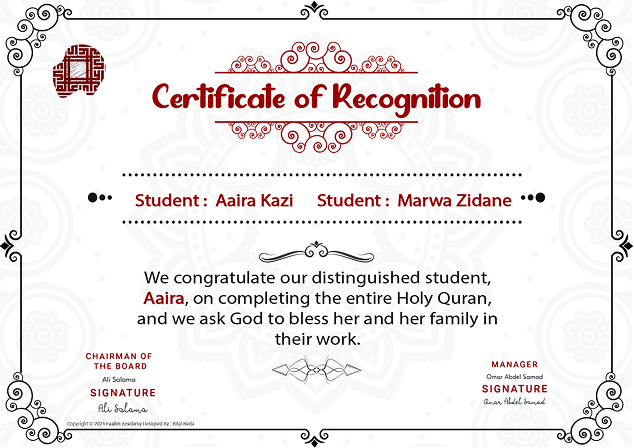 Certificate of Recognition
Student : Aaira Kazi Student : Marwa Zidane
We congratulate our distinguished student,
Aaira, on completing the entire Holy Quran,
and we ask God to bless her and her family in
their work.
CHAIRMAN OF
THE BOARD
Ali Salama
SIGNATURE
Ali Salama
MANAGER
Omar Abdel Samad
SIGNATURE
Omar Abdel Samad
Copyright © 2024 Academy Designed By : Bilal Reda